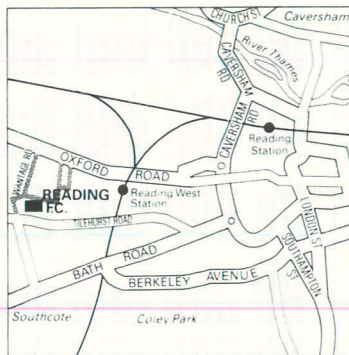 CHURCH ST
Caversham
River Thames
CAVERSHAM
RD
CAVERSHAM
RD
Reading
Station
OXFORD
ROAD
WANTAGE RD
READING
F.C.
Reading West
Station
TILEHURST ROAD
LONDON ST
SOUTHAMPTON
ST
BATH ROAD
BERKELEY AVENUE
Southcote
Coley Park